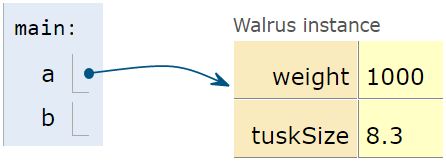 main:
a
b
Walrus instance
weight 1000
tuskSize 8.3